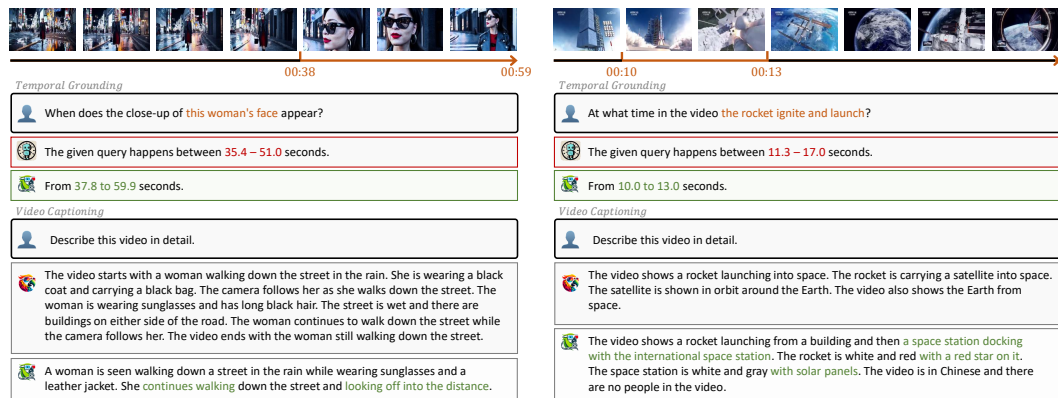 00:38
00:59
Temporal Grounding
When does the close-up of this woman's face appear?
The given query happens between 35.4 – 51.0 seconds.
From 37.8 to 59.9 seconds.
Video Captioning
Describe this video in detail.
The video starts with a woman walking down the street in the rain. She is wearing a black
coat and carrying a black bag. The camera follows her as she walks down the street. The
woman is wearing sunglasses and has long black hair. The street is wet and there are
buildings on either side of the road. The woman continues to walk down the street while
the camera follows her. The video ends with the woman still walking down the street.
A woman is seen walking down a street in the rain while wearing sunglasses and a
leather jacket. She continues walking down the street and looking off into the distance.
00:10
00:13
Temporal Grounding
At what time in the video the rocket ignite and launch?
The given query happens between 11.3 – 17.0 seconds.
From 10.0 to 13.0 seconds.
Video Captioning
Describe this video in detail.
The video shows a rocket launching into space. The rocket is carrying a satellite into space.
The satellite is shown in orbit around the Earth. The video also shows the Earth from
space.
The video shows a rocket launching from a building and then a space station docking
with the international space station. The rocket is white and red with a red star on it.
The space station is white and gray with solar panels. The video is in Chinese and there
are no people in the video.